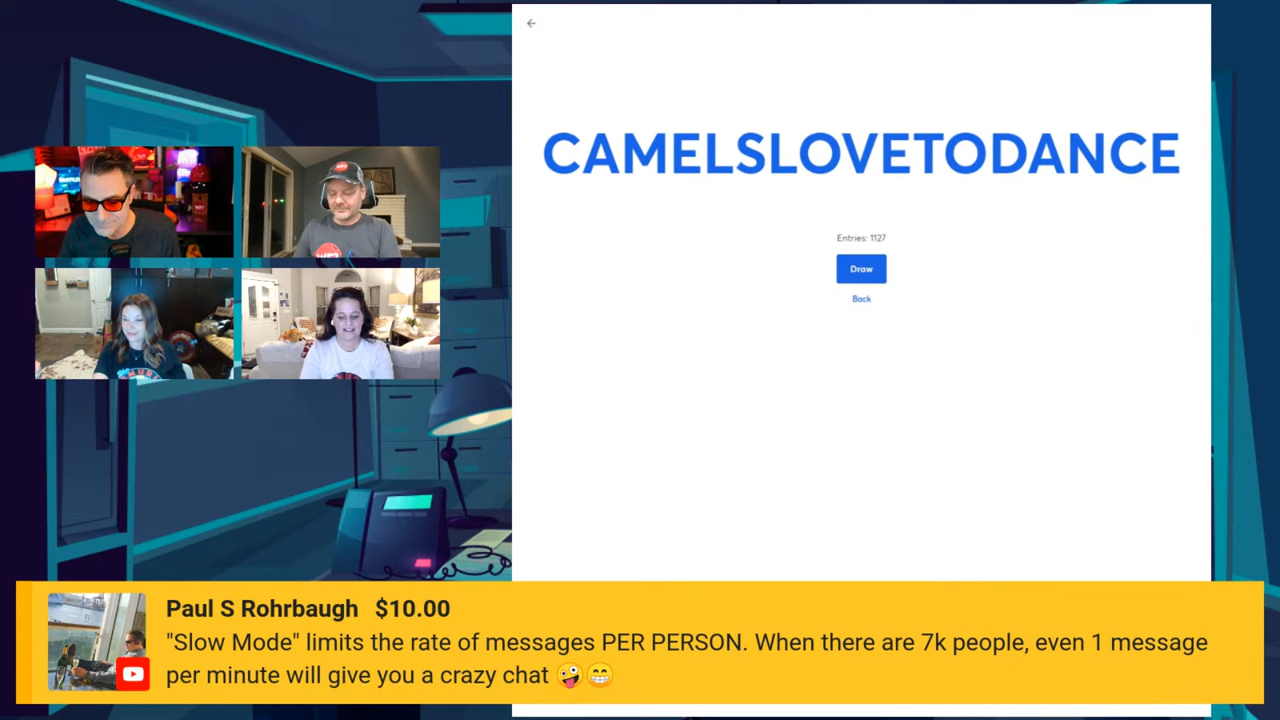 CAMELSLOVETODANCE
Entries: 1127
Draw
Back
Paul S Rohrbaugh $10.00
"Slow Mode" limits the rate of messages PER PERSON. When there are 7k people, even 1 message
per minute will give you a crazy chat 🤪😁